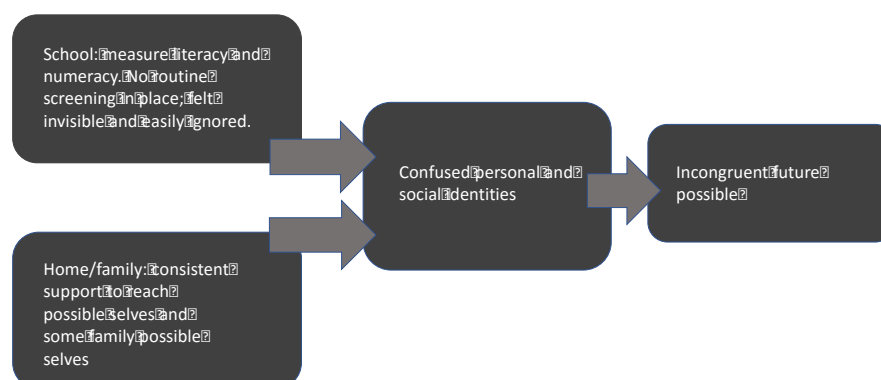 School:⍰measure⍰literacy⍰and⍰
numeracy.⍰No⍰routine⍰
screening⍰in⍰place;⍰felt⍰
invisible⍰and⍰easily⍰ignored.
Home/family:⍰consistent⍰
support⍰to⍰reach⍰
possible⍰selves⍰and⍰
some⍰family⍰possible⍰
selves
Confused⍰personal⍰and⍰
social⍰identities
Incongruent⍰future⍰
possible⍰